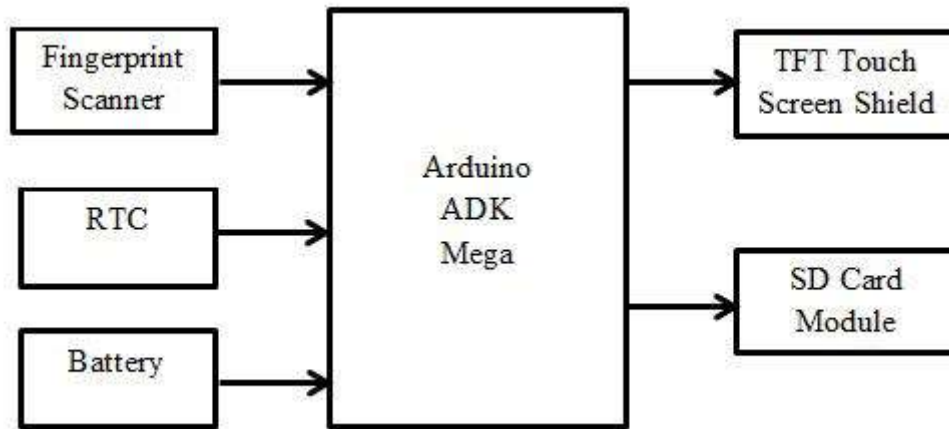 Fingerprint
Scanner
RTC
Battery
Arduino
ADK
Mega
TFT Touch
Screen Shield
SD Card
Module